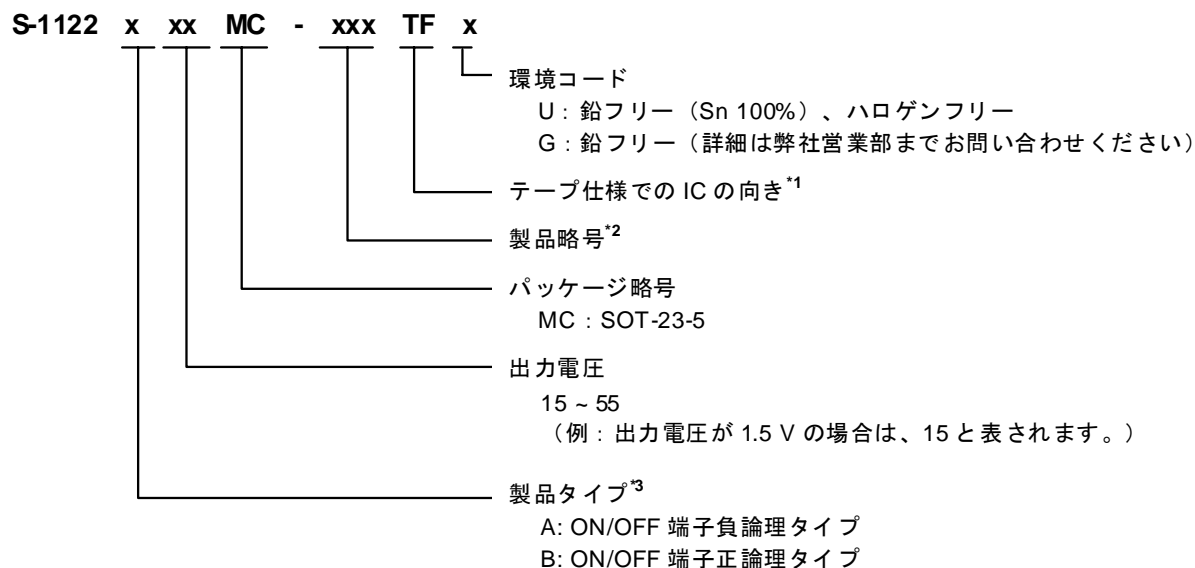 S-1122 x xx MC - xxx TF x
環境コード
U：鉛フリー（Sn 100%）、ハロゲンフリー
G：鉛フリー（詳細は弊社営業部までお問い合わせください）
テープ仕様での IC の向き*1
製品略号*2
パッケージ略号
MC：SOT-23-5
出力電圧
15 ~ 55
（例：出力電圧が 1.5 V の場合は、15 と表されます。）
製品タイプ*3
A: ON/OFF 端子負論理タイプ
B: ON/OFF 端子正論理タイプ